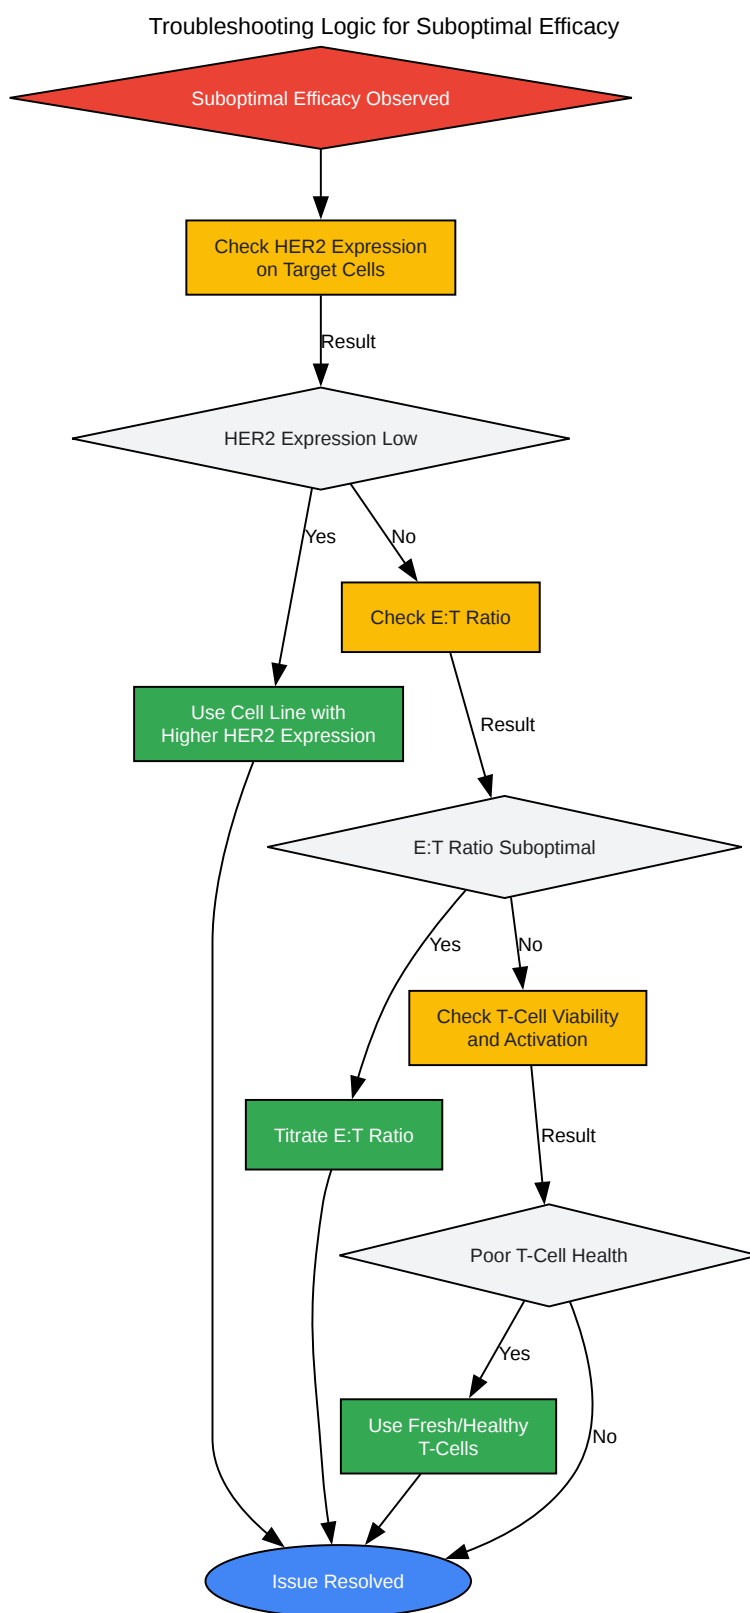 Troubleshooting Logic for Suboptimal Efficacy
Suboptimal Efficacy Observed
Check HER2 Expression
on Target Cells
Result
HER2 Expression Low
Yes
No
Check E:T Ratio
Use Cell Line with
Higher HER2 Expression
Result
E:T Ratio Suboptimal
Yes
No
Check T-Cell Viability
and Activation
Titrate E:T Ratio
Result
Poor T-Cell Health
Yes
Use Fresh/Healthy
T-Cells
No
Issue Resolved